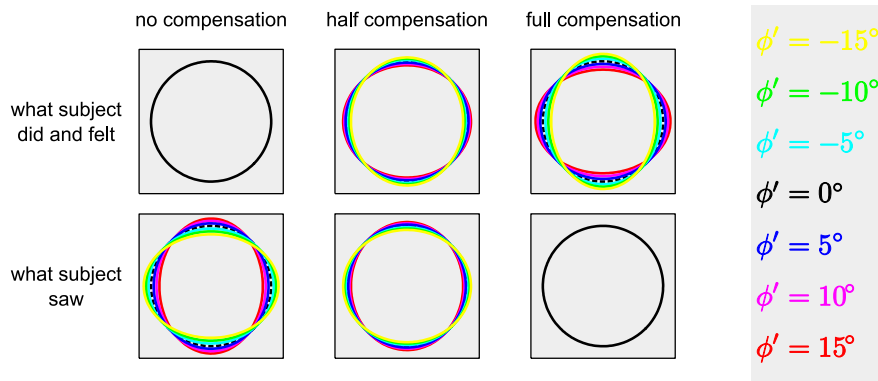 no compensation half compensation full compensation
what subject
did and felt
what subject
saw
ϕ′ = −15°
ϕ′ = −10°
ϕ′ = −5°
ϕ′ = 0°
ϕ′ = 5°
ϕ′ = 10°
ϕ′ = 15°